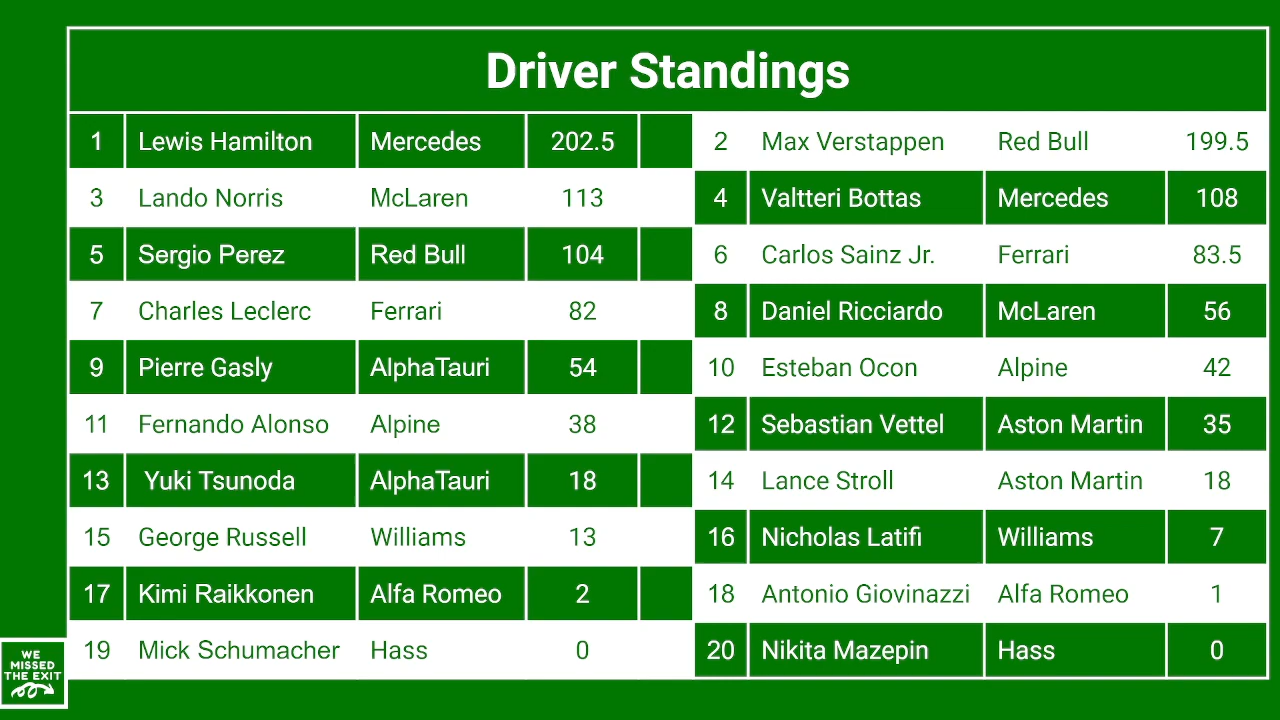 Driver Standings
1 Lewis Hamilton Mercedes 202.5 2 Max Verstappen Red Bull 199.5
3 Lando Norris McLaren 113 4 Valtteri Bottas Mercedes 108
5 Sergio Perez Red Bull 104 6 Carlos Sainz Jr. Ferrari 83.5
7 Charles Leclerc Ferrari 82 8 Daniel Ricciardo McLaren 56
9 Pierre Gasly AlphaTauri 54 10 Esteban Ocon Alpine 42
11 Fernando Alonso Alpine 38 12 Sebastian Vettel Aston Martin 35
13 Yuki Tsunoda AlphaTauri 18 14 Lance Stroll Aston Martin 18
15 George Russell Williams 13 16 Nicholas Latifi Williams 7
17 Kimi Raikkonen Alfa Romeo 2 18 Antonio Giovinazzi Alfa Romeo 1
19 Mick Schumacher Hass 0 20 Nikita Mazepin Hass 0
WE
MISSED
THE EXIT